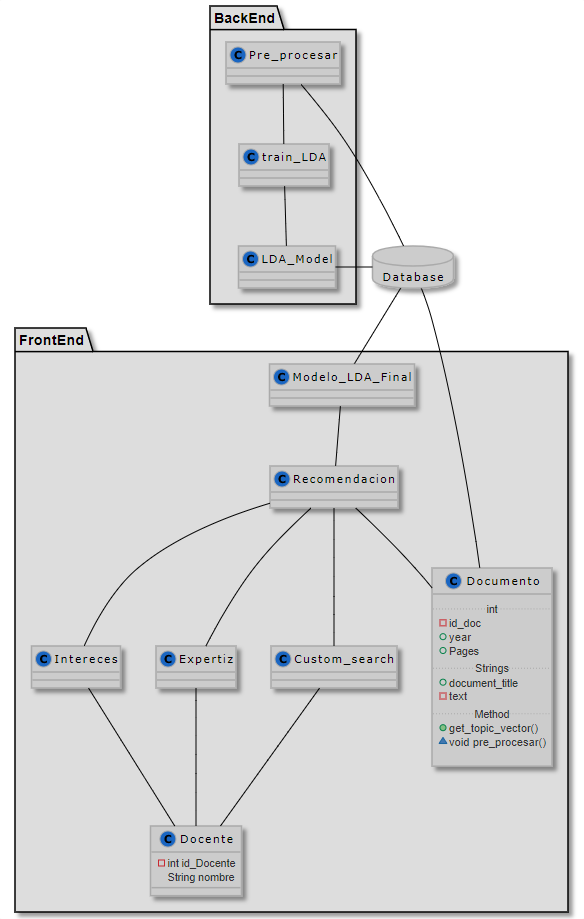 BackEnd
C Pre_procesar
C train_LDA
C LDA_Model
Database
FrontEnd
C Modelo_LDA_Final
C Recomendacion
C Documento
int
id_doc
year
Pages
Strings
document_title
text
Method
get_topic_vector()
void pre_procesar()
C Intereces
C Expertiz
C Custom_search
C Docente
int id_Docente
String nombre